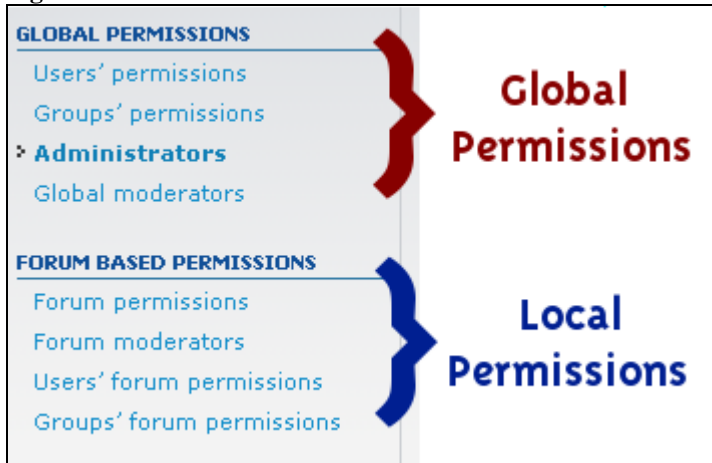 GLOBAL PERMISSIONS
Users' permissions
Groups' permissions
Administrators
Global moderators
Global
Permissions
FORUM BASED PERMISSIONS
Forum permissions
Forum moderators
Users' forum permissions
Groups' forum permissions
Local
Permissions